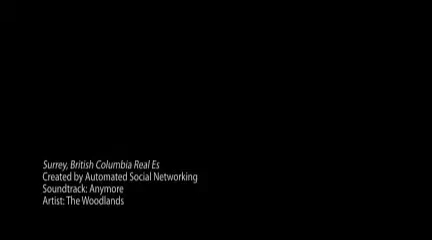 Surrey, British Columbia Real Es
Created by Automated Social Networking
Soundtrack: Anymore
Artist: The Woodlands